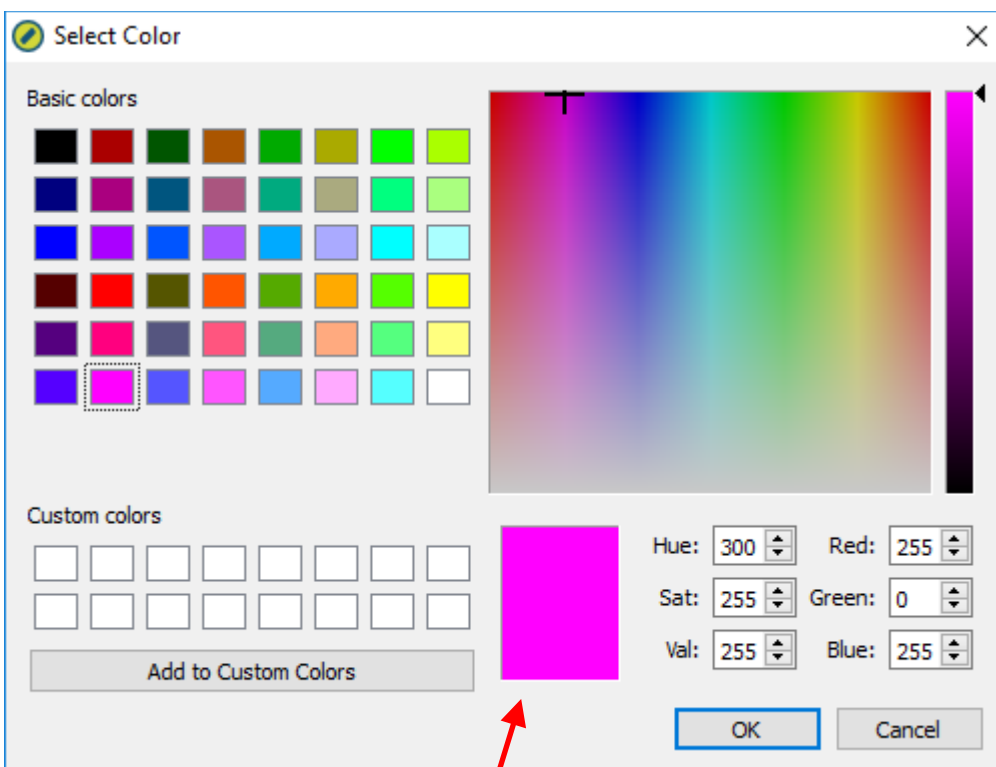 Select Color
Basic colors
Custom colors
Hue: 300 Red: 255
Sat: 255 Green: 0
Val: 255 Blue: 255
Add to Custom Colors
OK Cancel